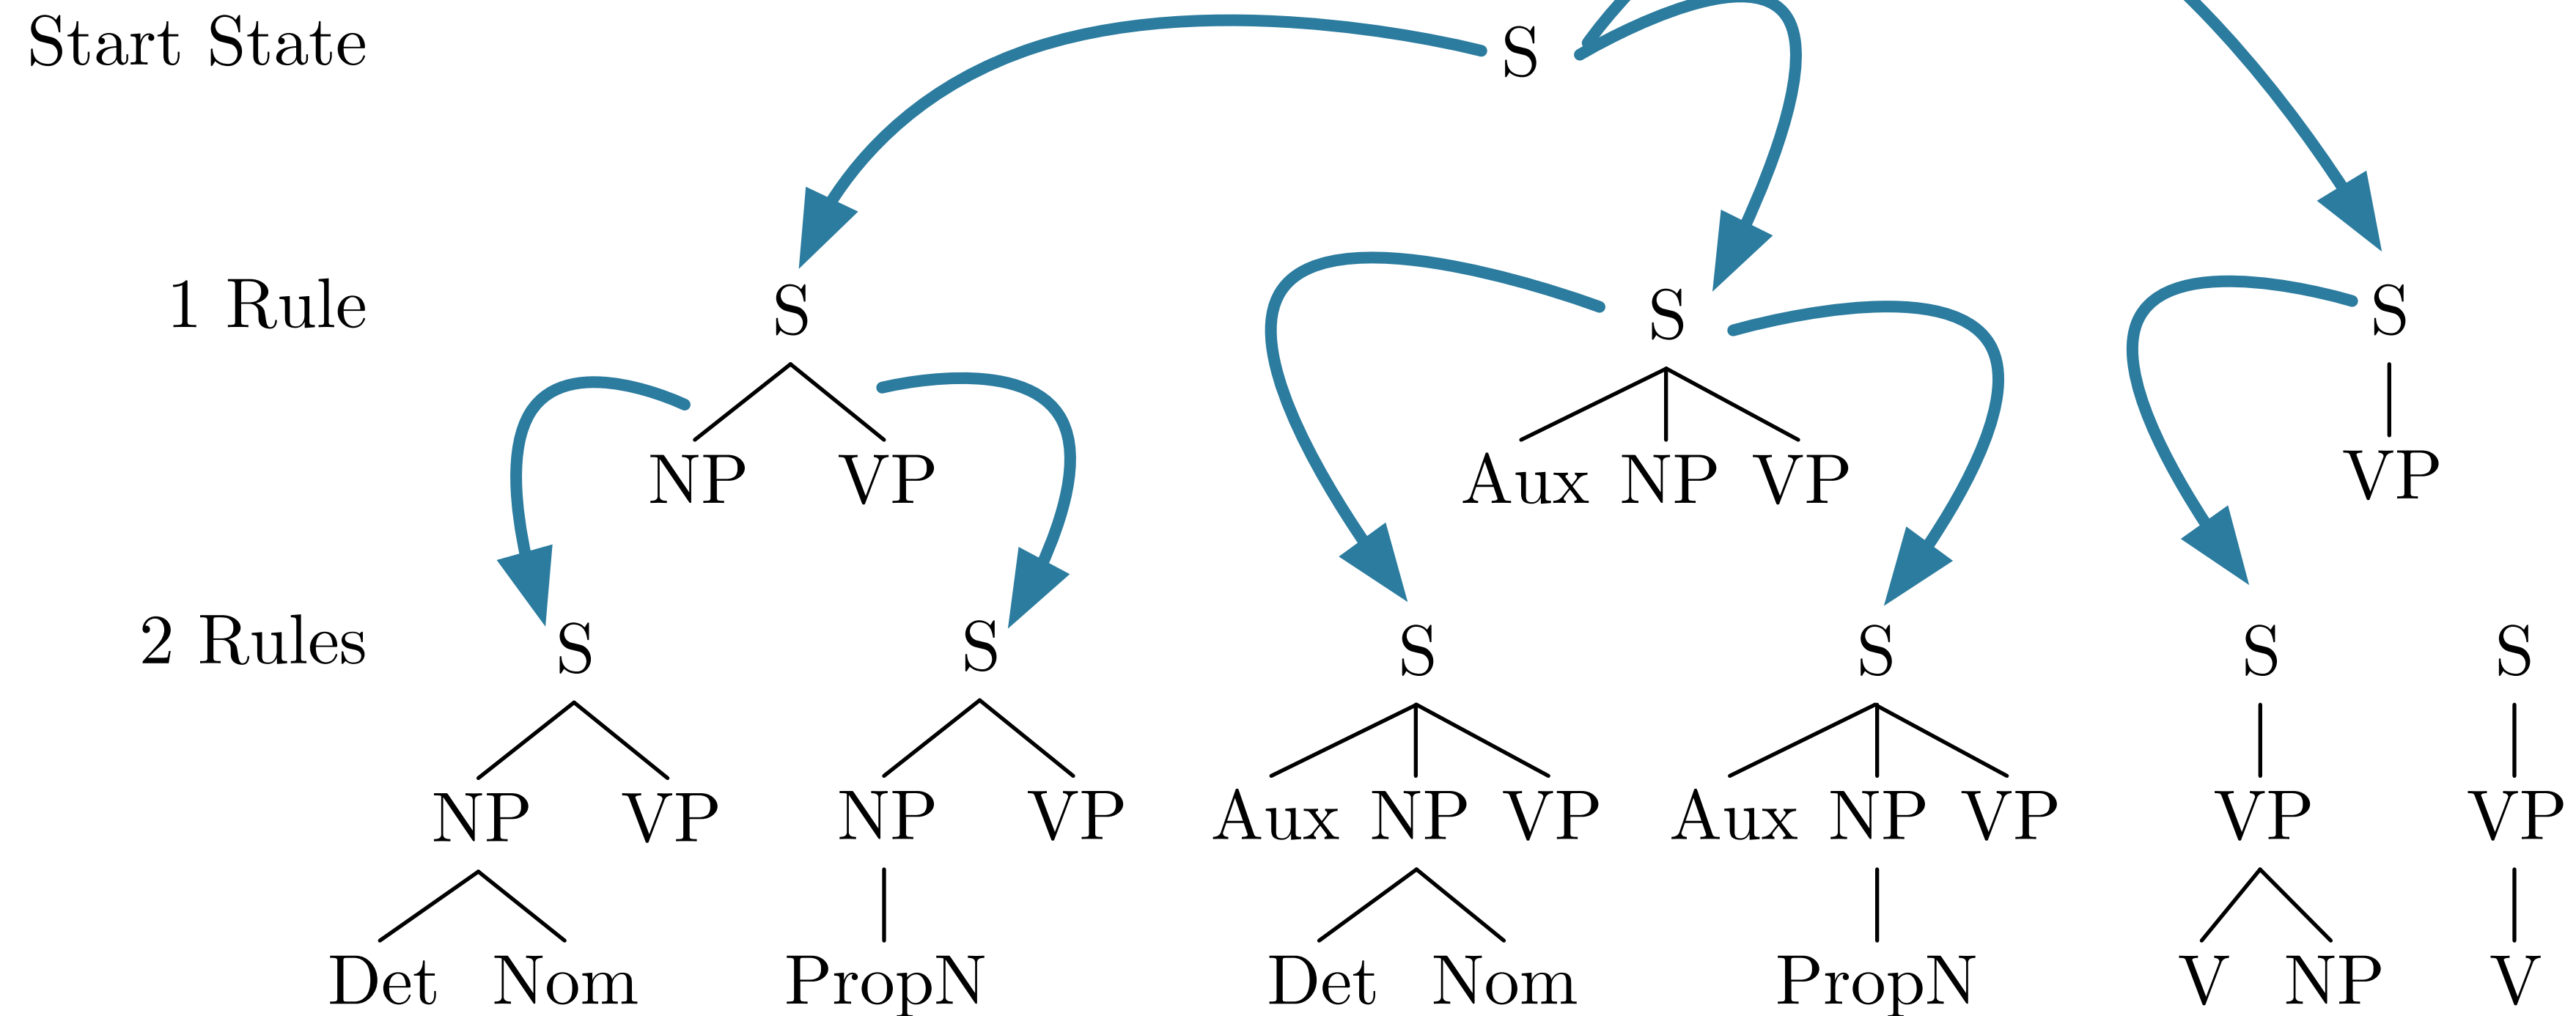 Start State S
1 Rule S S S
NP VP Aux NP VP VP
2 Rules S S S S S S
NP VP NP VP Aux NP VP Aux NP VP VP VP
Det Nom PropN Det Nom PropN V NP V